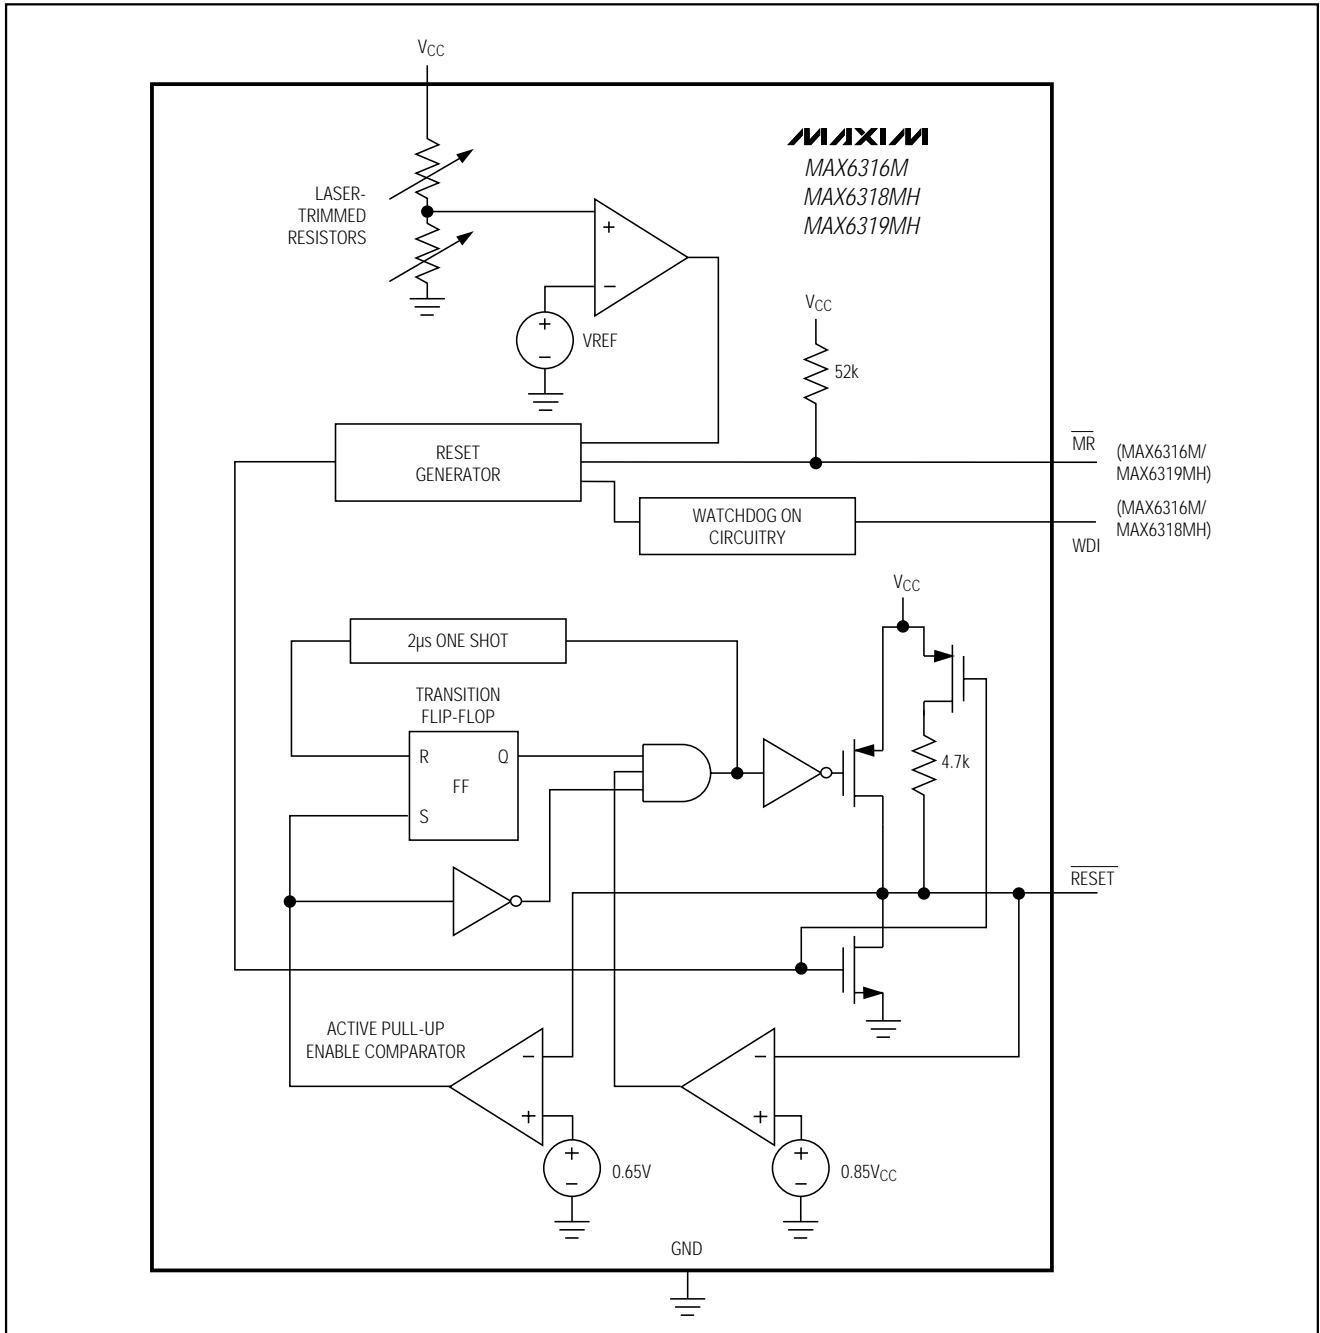 VCC
MAXIM
MAX6316M
MAX6318MH
MAX6319MH
LASER-
TRIMMED
RESISTORS
+
−
+
−
VREF
VCC
52k
RESET
GENERATOR
MR
(MAX6316M/
MAX6319MH)
WATCHDOG ON
CIRCUITRY
(MAX6316M/
MAX6318MH)
WDI
VCC
2µs ONE SHOT
TRANSITION
FLIP-FLOP
R
Q
FF
S
4.7k
RESET
ACTIVE PULL-UP
ENABLE COMPARATOR
−
+
−
+
+
−
0.65V
+
−
0.85VCC
GND